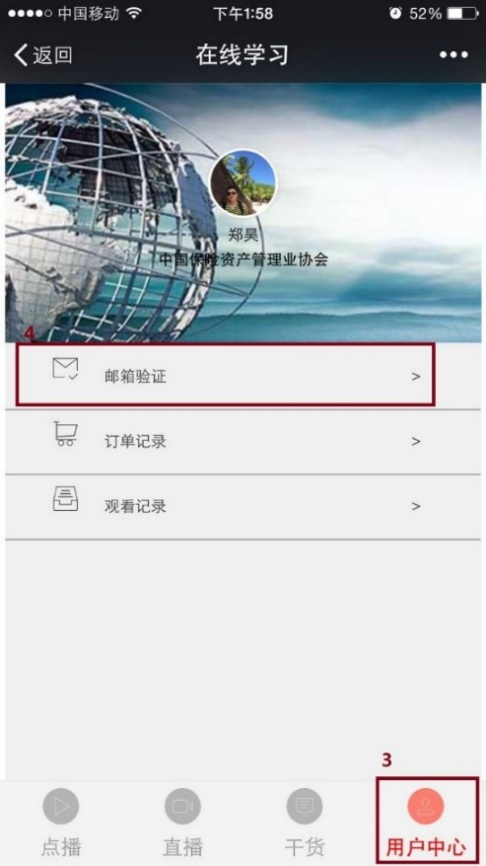 中国移动 下午1:58 52%
返回 在线学习
郑昊
中国保险资产管理业协会
4
邮箱验证 >
订单记录 >
观看记录 >
3
点播 直播 干货 用户中心